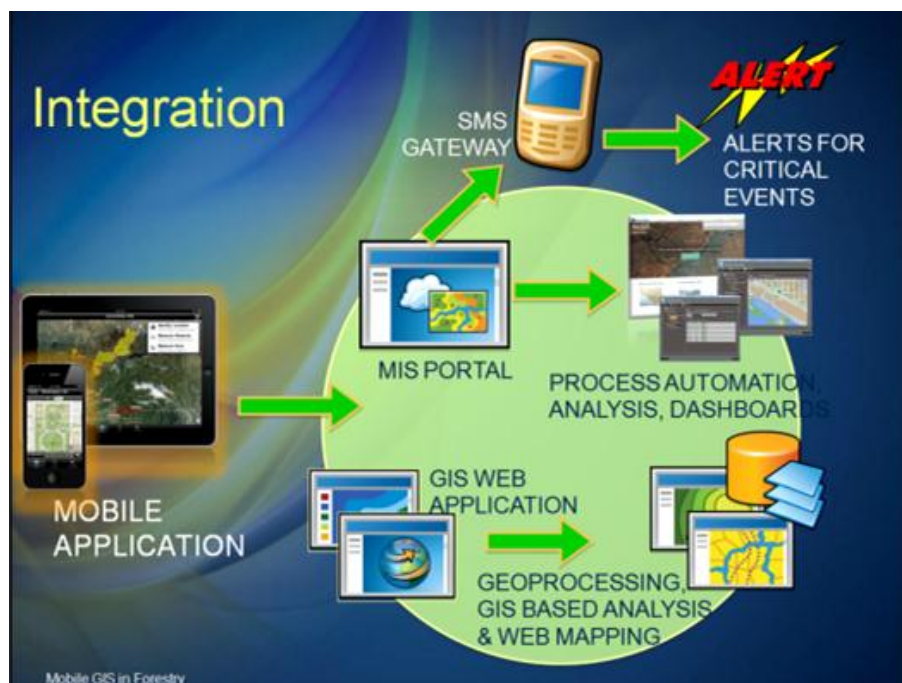 Integration
SMS
GATEWAY
ALERT
ALERTS FOR
CRITICAL
EVENTS
MIS PORTAL
PROCESS AUTOMATION,
ANALYSIS, DASHBOARDS
MOBILE
APPLICATION
GIS WEB
APPLICATION
GEOPROCESSING,
GIS BASED ANALYSIS
& WEB MAPPING
Mobile GIS in Forestry